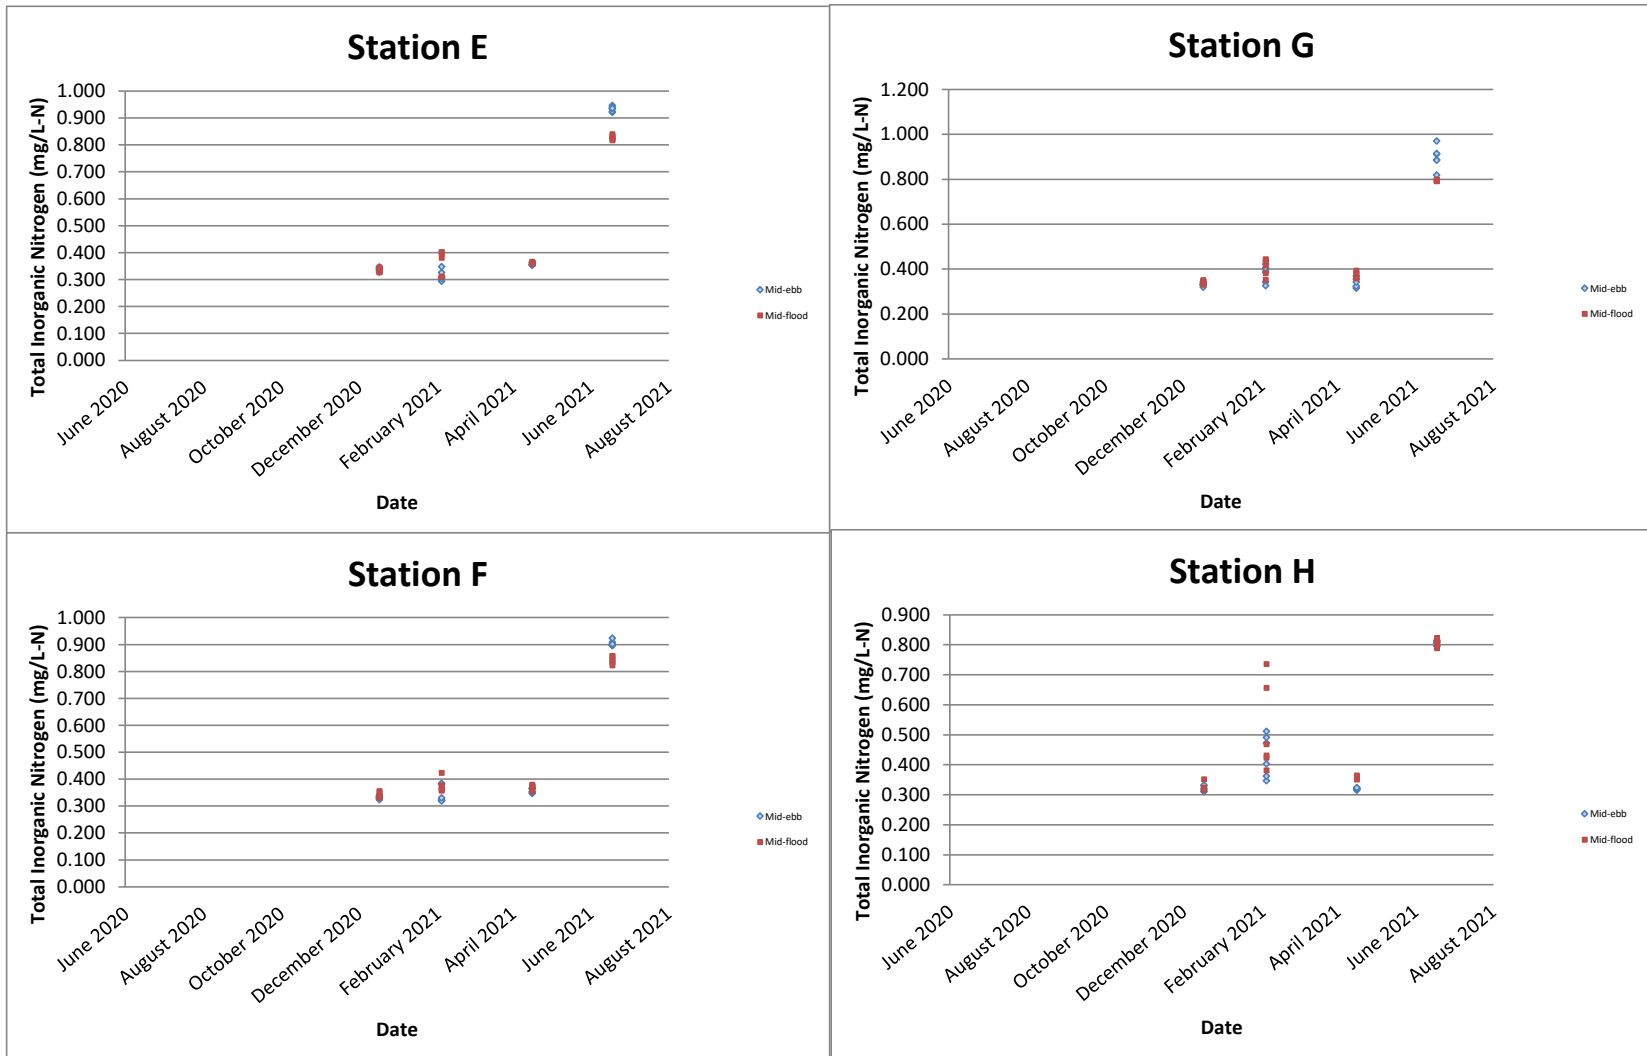 Station E
Total Inorganic Nitrogen (mg/L-N)
1.000
0.900
0.800
0.700
0.600
0.500
0.400
0.300
0.200
0.100
0.000
June 2020
August 2020
October 2020
December 2020
February 2021
April 2021
June 2021
August 2021
Date
Mid-ebb
Mid-flood
Station G
Total Inorganic Nitrogen (mg/L-N)
1.200
1.000
0.800
0.600
0.400
0.200
0.000
June 2020
August 2020
October 2020
December 2020
February 2021
April 2021
June 2021
August 2021
Date
Mid-ebb
Mid-flood
Station F
Total Inorganic Nitrogen (mg/L-N)
1.000
0.900
0.800
0.700
0.600
0.500
0.400
0.300
0.200
0.100
0.000
June 2020
August 2020
October 2020
December 2020
February 2021
April 2021
June 2021
August 2021
Date
Mid-ebb
Mid-flood
Station H
Total Inorganic Nitrogen (mg/L-N)
0.900
0.800
0.700
0.600
0.500
0.400
0.300
0.200
0.100
0.000
June 2020
August 2020
October 2020
December 2020
February 2021
April 2021
June 2021
August 2021
Date
Mid-ebb
Mid-flood